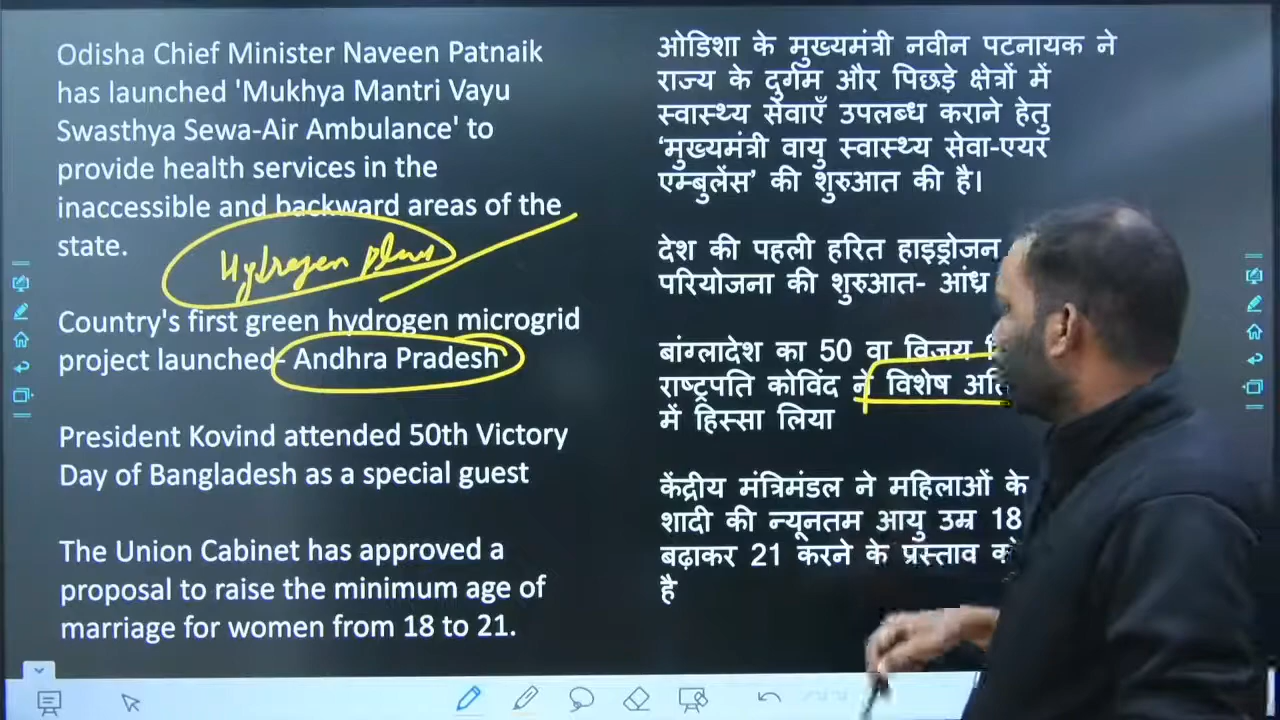 Odisha Chief Minister Naveen Patnaik
has launched 'Mukhya Mantri Vayu
Swasthya Sewa-Air Ambulance' to
provide health services in the
inaccessible and backward areas of the
state.
Hydrogen
Country's first green hydrogen microgrid
project launched- Andhra Pradesh
President Kovind attended 50th Victory
Day of Bangladesh as a special guest
The Union Cabinet has approved a
proposal to raise the minimum age of
marriage for women from 18 to 21.
ओडिशा के मुख्यमंत्री नवीन पटनायक ने
राज्य के दुर्गम और पिछड़े क्षेत्रों में
स्वास्थ्य सेवाएँ उपलब्ध कराने हेतु
‘मुख्यमंत्री वायु स्वास्थ्य सेवा-एयर
एम्बुलेंस’ की शुरुआत की है।
देश की पहली हरित हाइड्रोजन
परियोजना की शुरुआत- आंध्र
बांग्लादेश का 50 वा विजय
राष्ट्रपति कोविंद ने विशेष
में हिस्सा लिया
केंद्रीय मंत्रिमंडल ने महिलाओं के
शादी की न्यूनतम आयु उम्र 18
बढ़ाकर 21 करने के प्रस्ताव
है